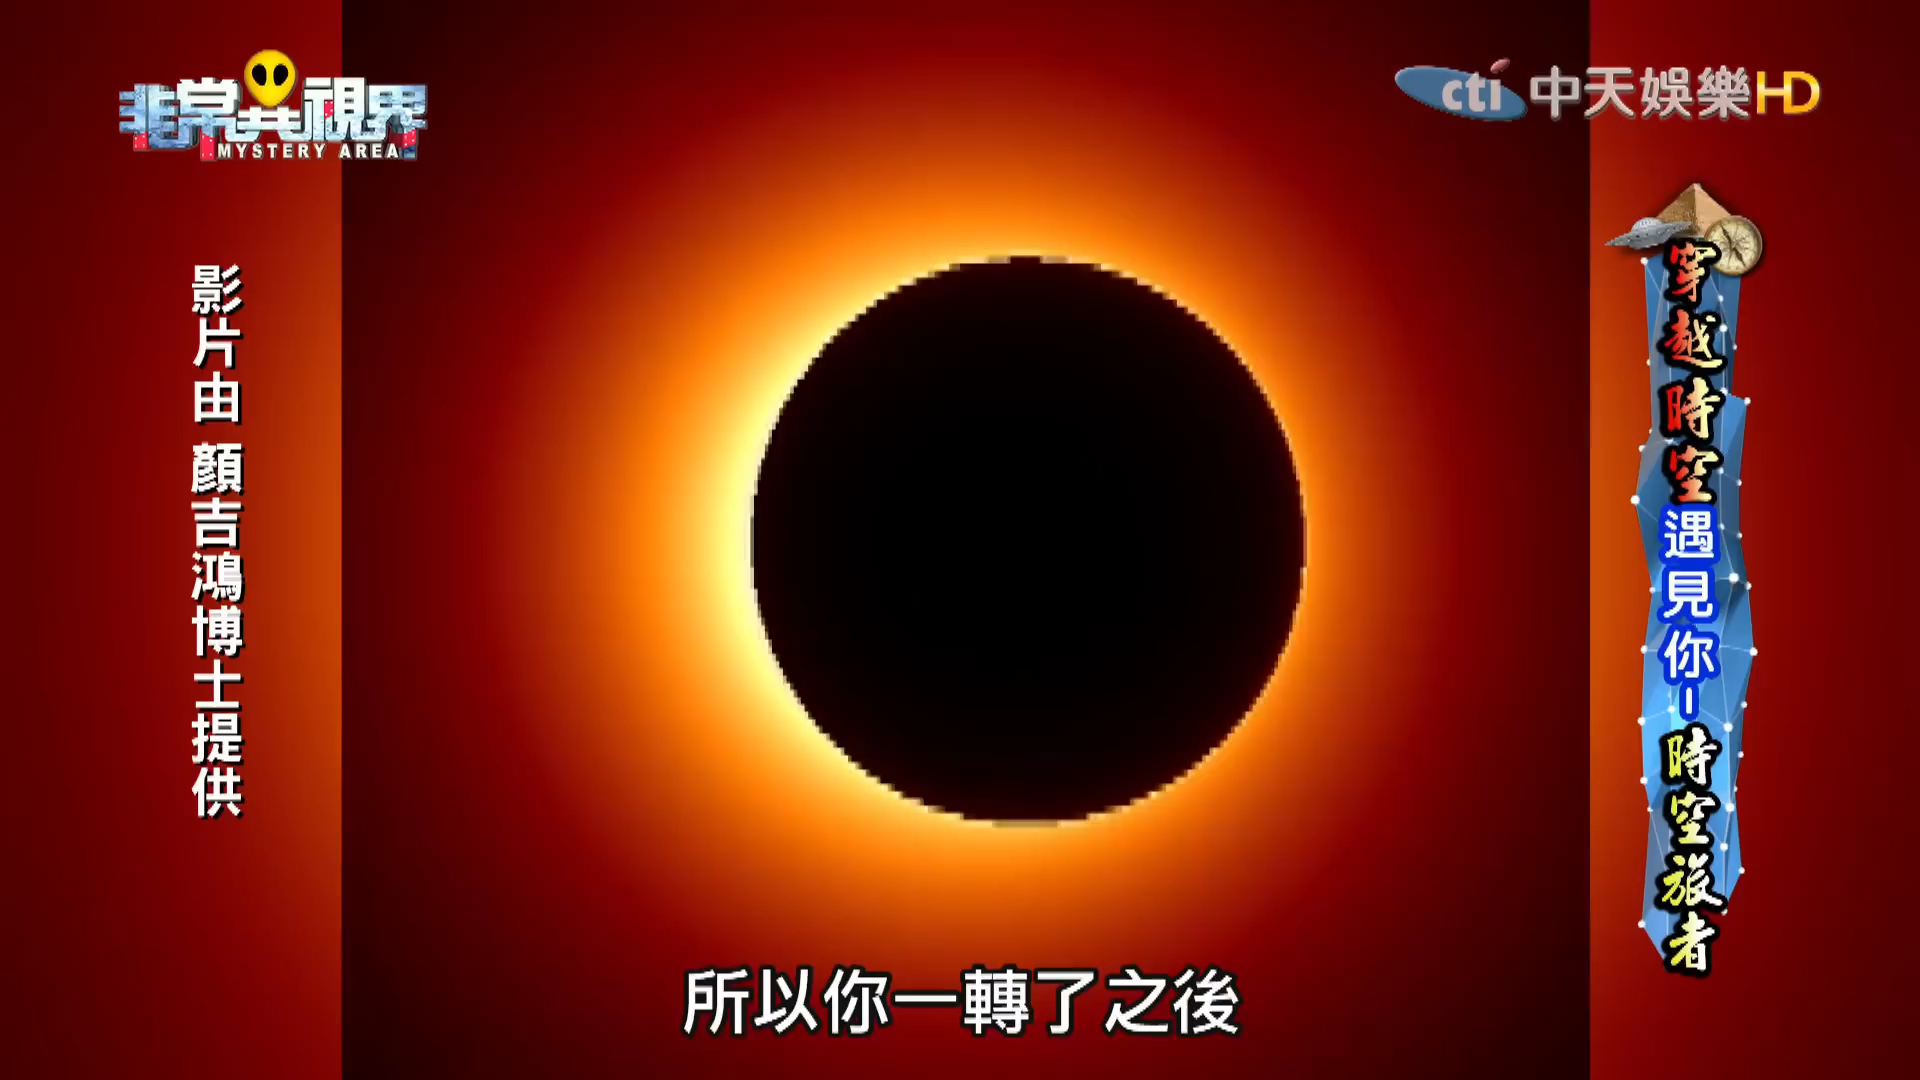 非常共視界
MYSTERY AREA
cti 中天娛樂HD
影片由 顏吉鴻博士提供
穿越時空遇見你-時空旅者
所以你一轉了之後